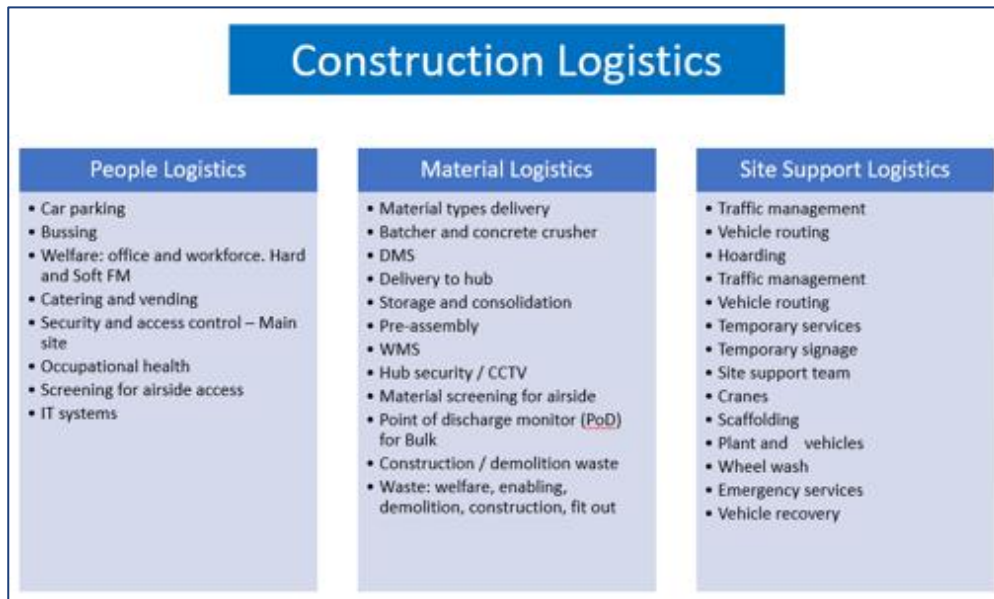 Construction Logistics
People Logistics
• Car parking
• Bussing
• Welfare: office and workforce. Hard
and Soft FM
• Catering and vending
• Security and access control – Main
site
• Occupational health
• Screening for airside access
• IT systems
Material Logistics
• Material types delivery
• Batcher and concrete crusher
• DMS
• Delivery to hub
• Storage and consolidation
• Pre-assembly
• WMS
• Hub security / CCTV
• Material screening for airside
• Point of discharge monitor (PoD)
for Bulk
• Construction / demolition waste
• Waste: welfare, enabling,
demolition, construction, fit out
Site Support Logistics
• Traffic management
• Vehicle routing
• Hoarding
• Traffic management
• Vehicle routing
• Temporary services
• Temporary signage
• Site support team
• Cranes
• Scaffolding
• Plant and vehicles
• Wheel wash
• Emergency services
• Vehicle recovery